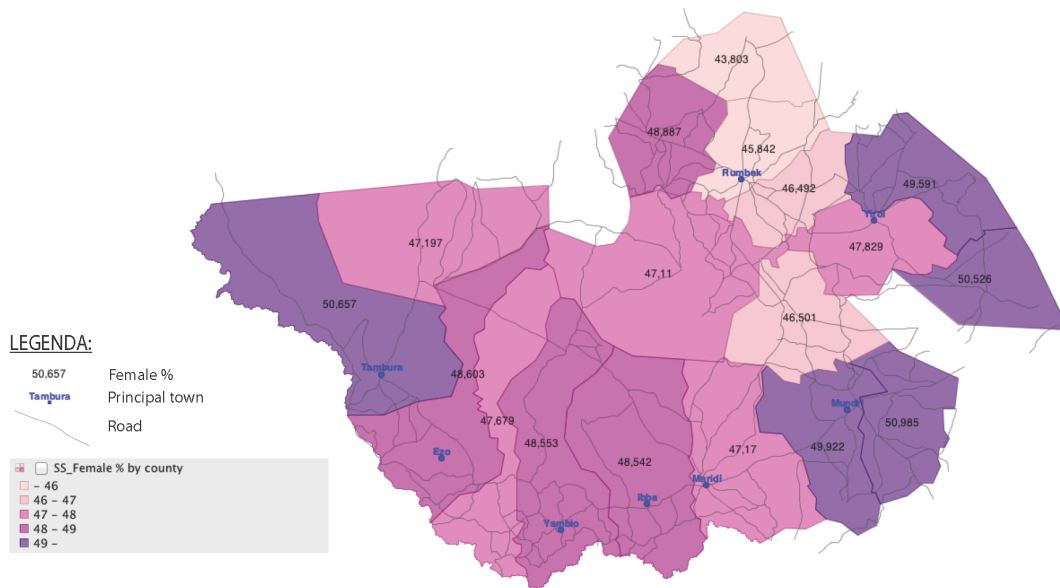 43,803
48,887
45,842
Rumbek
46,492
49,591
Tirol
47,829
47,197
47,11
50,526
50,657
46,501
LEGENDA:
50,657 Female %
Tambura Principal town
Road
Tambura
48,603
Mundri
47,679
50,985
48,553
47,17
49,922
Ezo
48,542
Maridi
Ibba
Yambio
SS_Female % by county
– 46
46 – 47
47 – 48
48 – 49
49 –